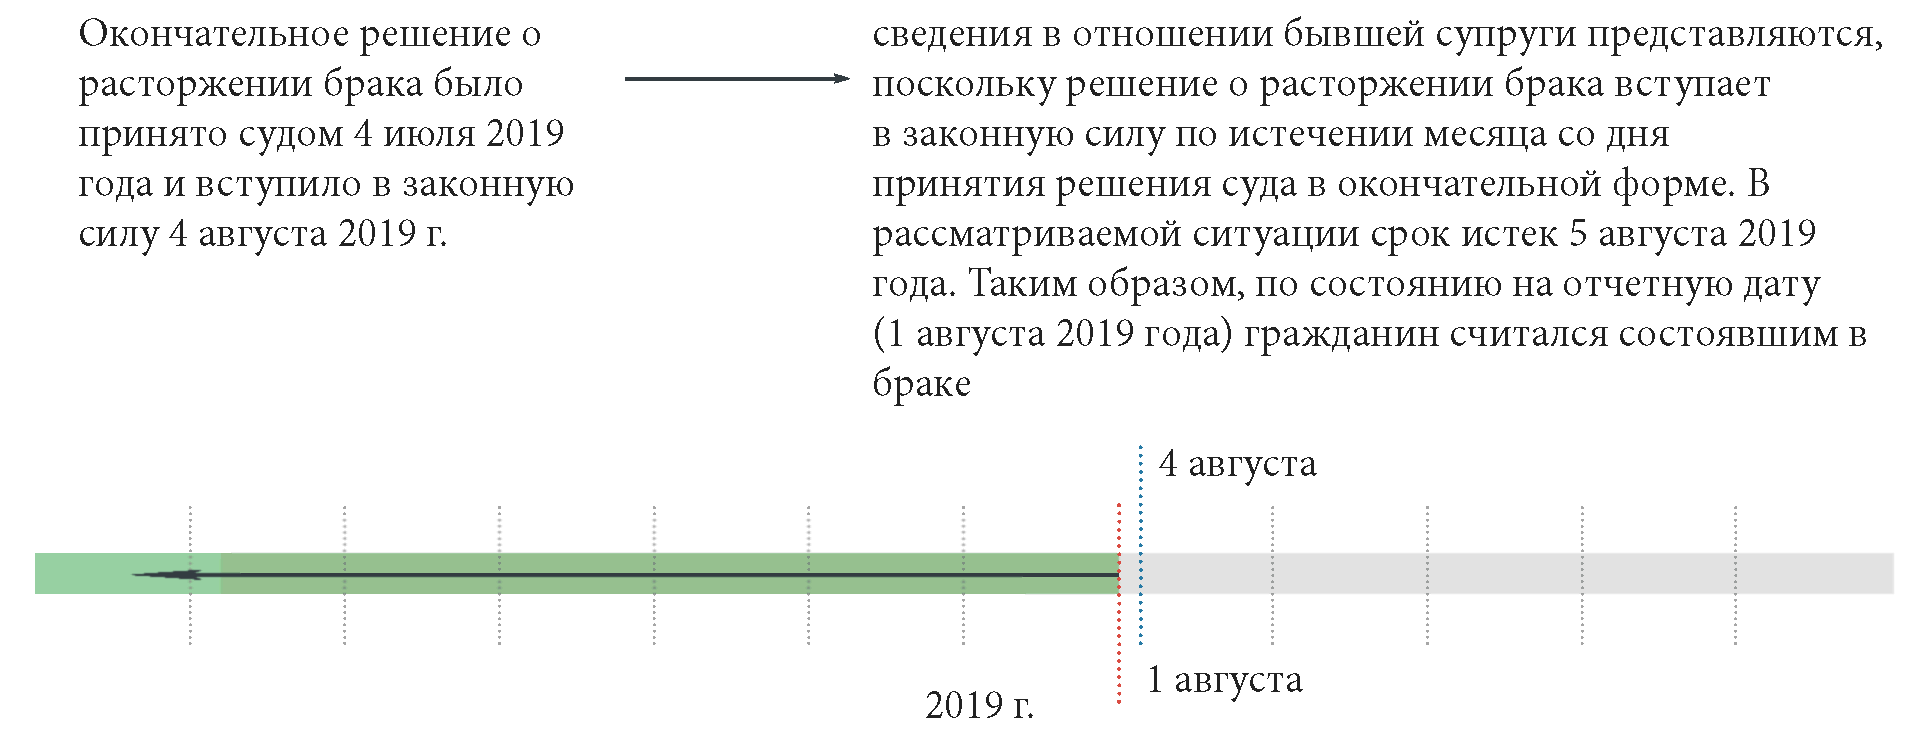 Окончательное решение о
расторжении брака было
принято судом 4 июля 2019
года и вступило в законную
силу 4 августа 2019 г.
сведения в отношении бывшей супруги представляются,
поскольку решение о расторжении брака вступает
в законную силу по истечении месяца со дня
принятия решения суда в окончательной форме. В
рассматриваемой ситуации срок истек 5 августа 2019
года. Таким образом, по состоянию на отчетную дату
(1 августа 2019 года) гражданин считался состоявшим в
браке
4 августа
1 августа
2019 г.